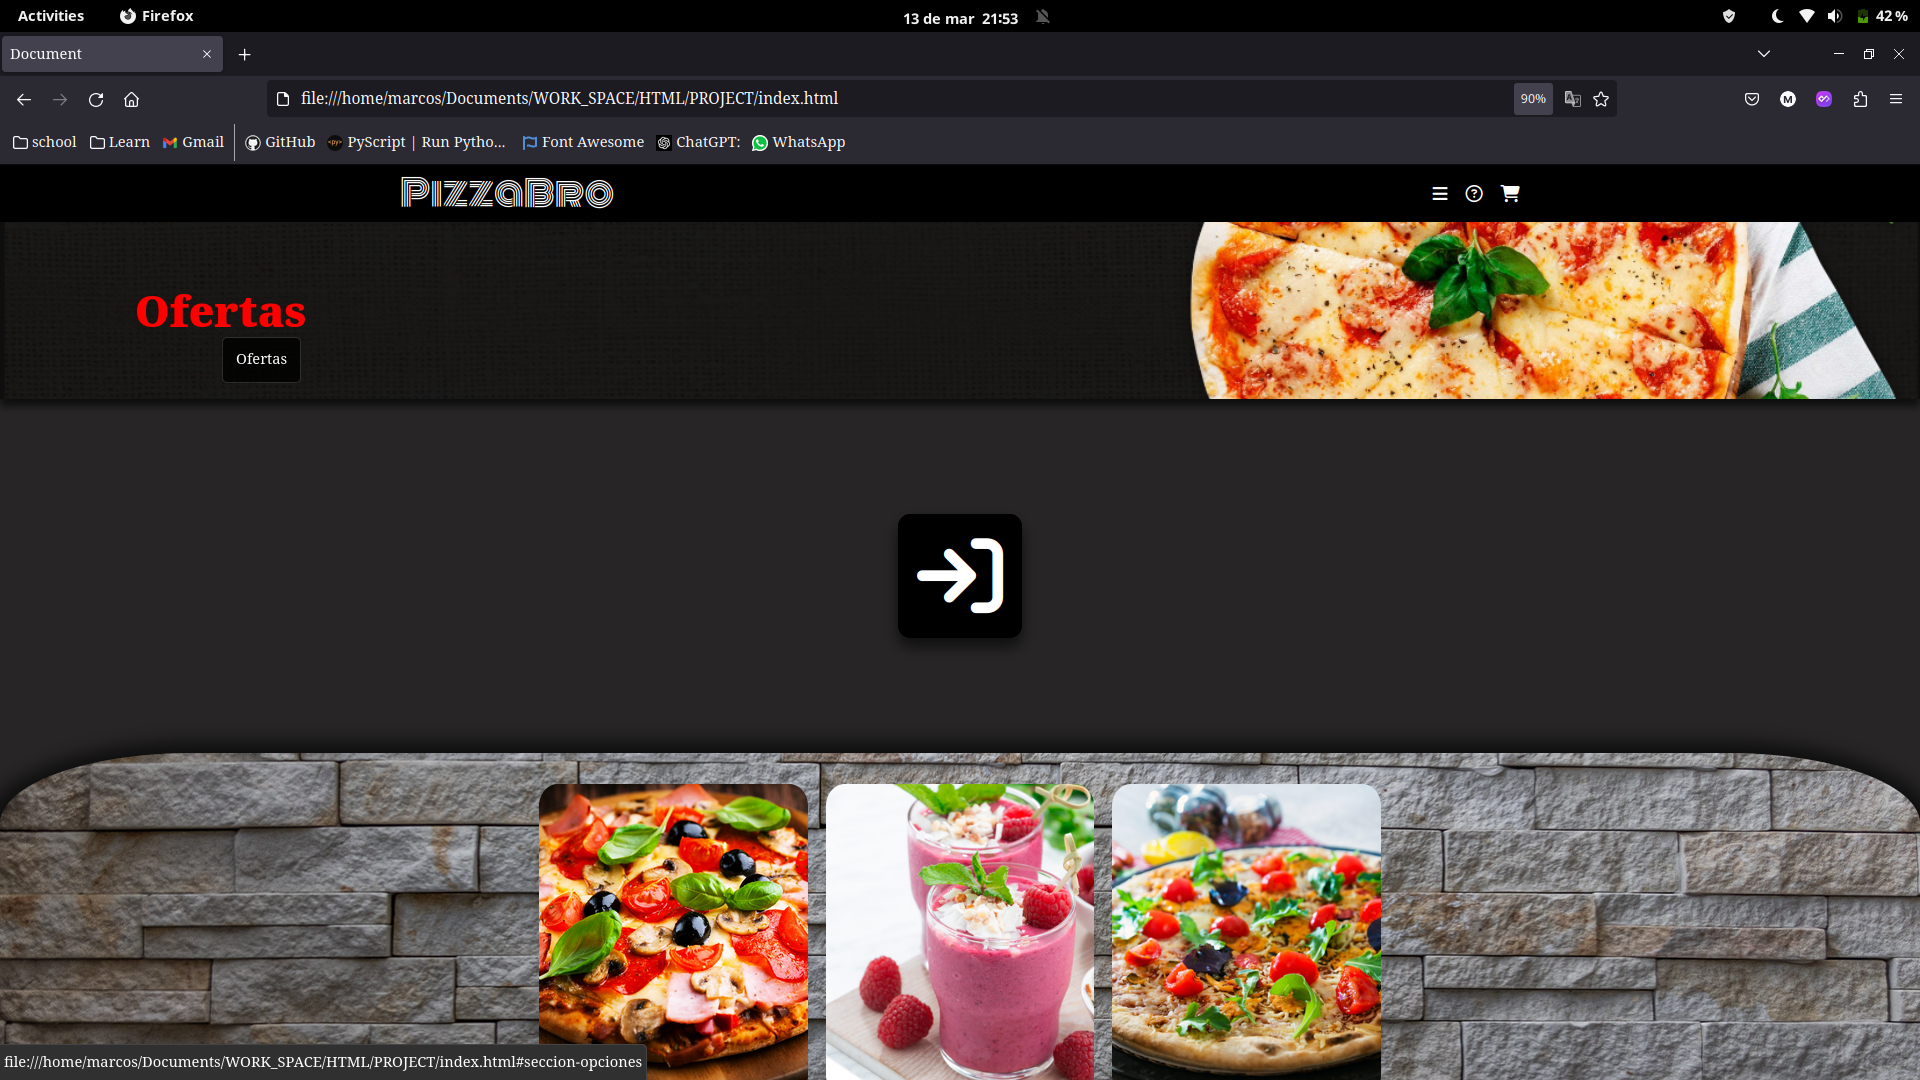 Activities Firefox 13 de mar 21:53 42 %
Document
file:///home/marcos/Documents/WORK_SPACE/HTML/PROJECT/index.html 90%
school Learn Gmail GitHub PyScript | Run Pytho... Font Awesome ChatGPT: WhatsApp
PizzaBro
Ofertas
Ofertas
file:///home/marcos/Documents/WORK_SPACE/HTML/PROJECT/index.html#seccion-opciones